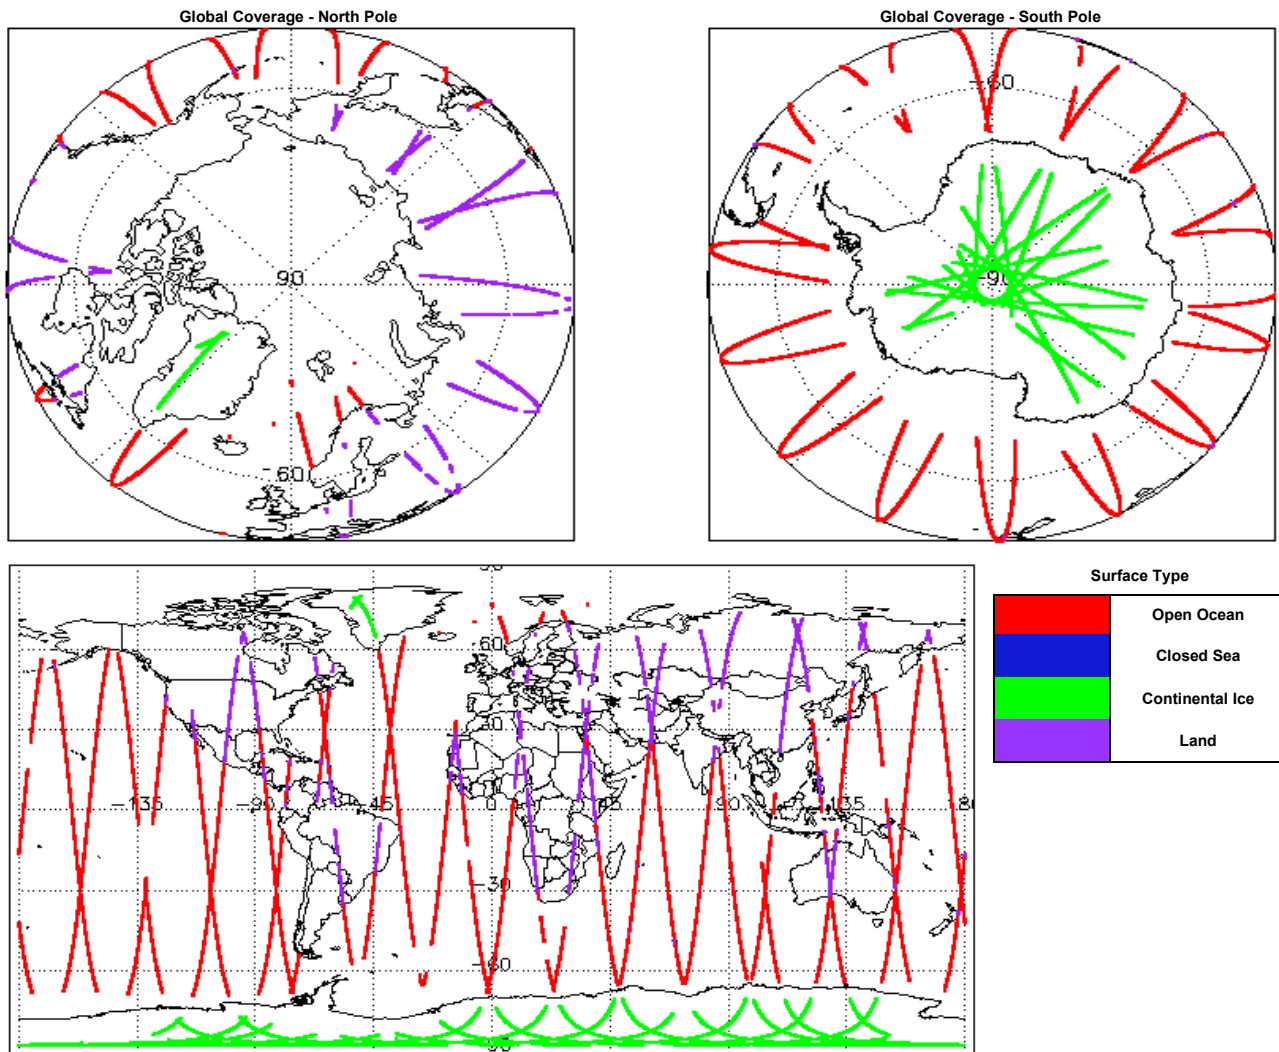 Global Coverage - North Pole
Global Coverage - South Pole
90
-60
-60
-90
Surface Type
Open Ocean
Closed Sea
Continental Ice
Land
60
30
-135
-90
-45
0
45
90
135
-30
-60